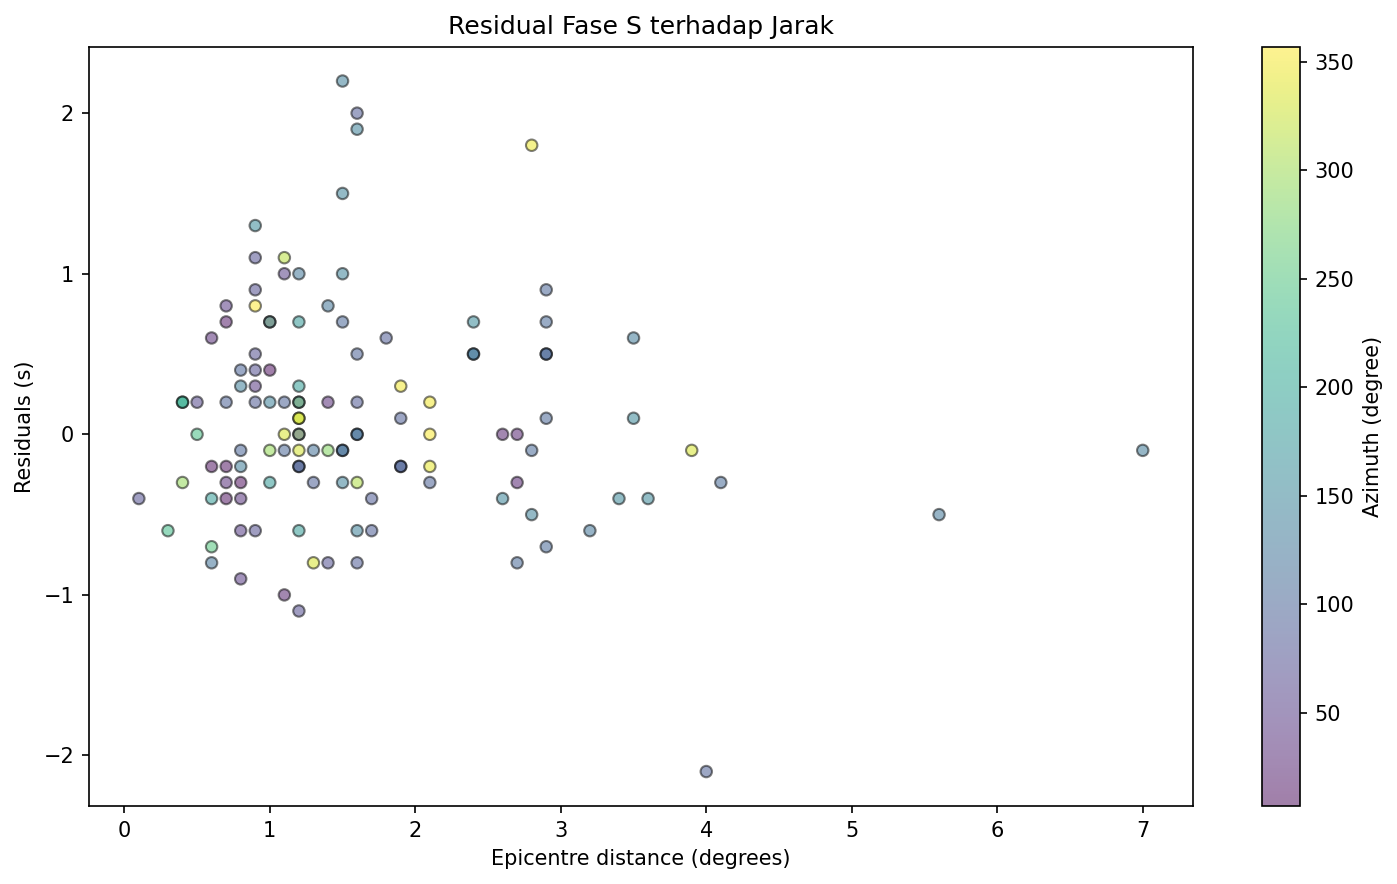 Residual Fase S terhadap Jarak
Residuals (s)
2
1
0
−1
−2
0 1 2 3 4 5 6 7
Epicentre distance (degrees)
350
300
250
200
150
100
50
Azimuth (degree)